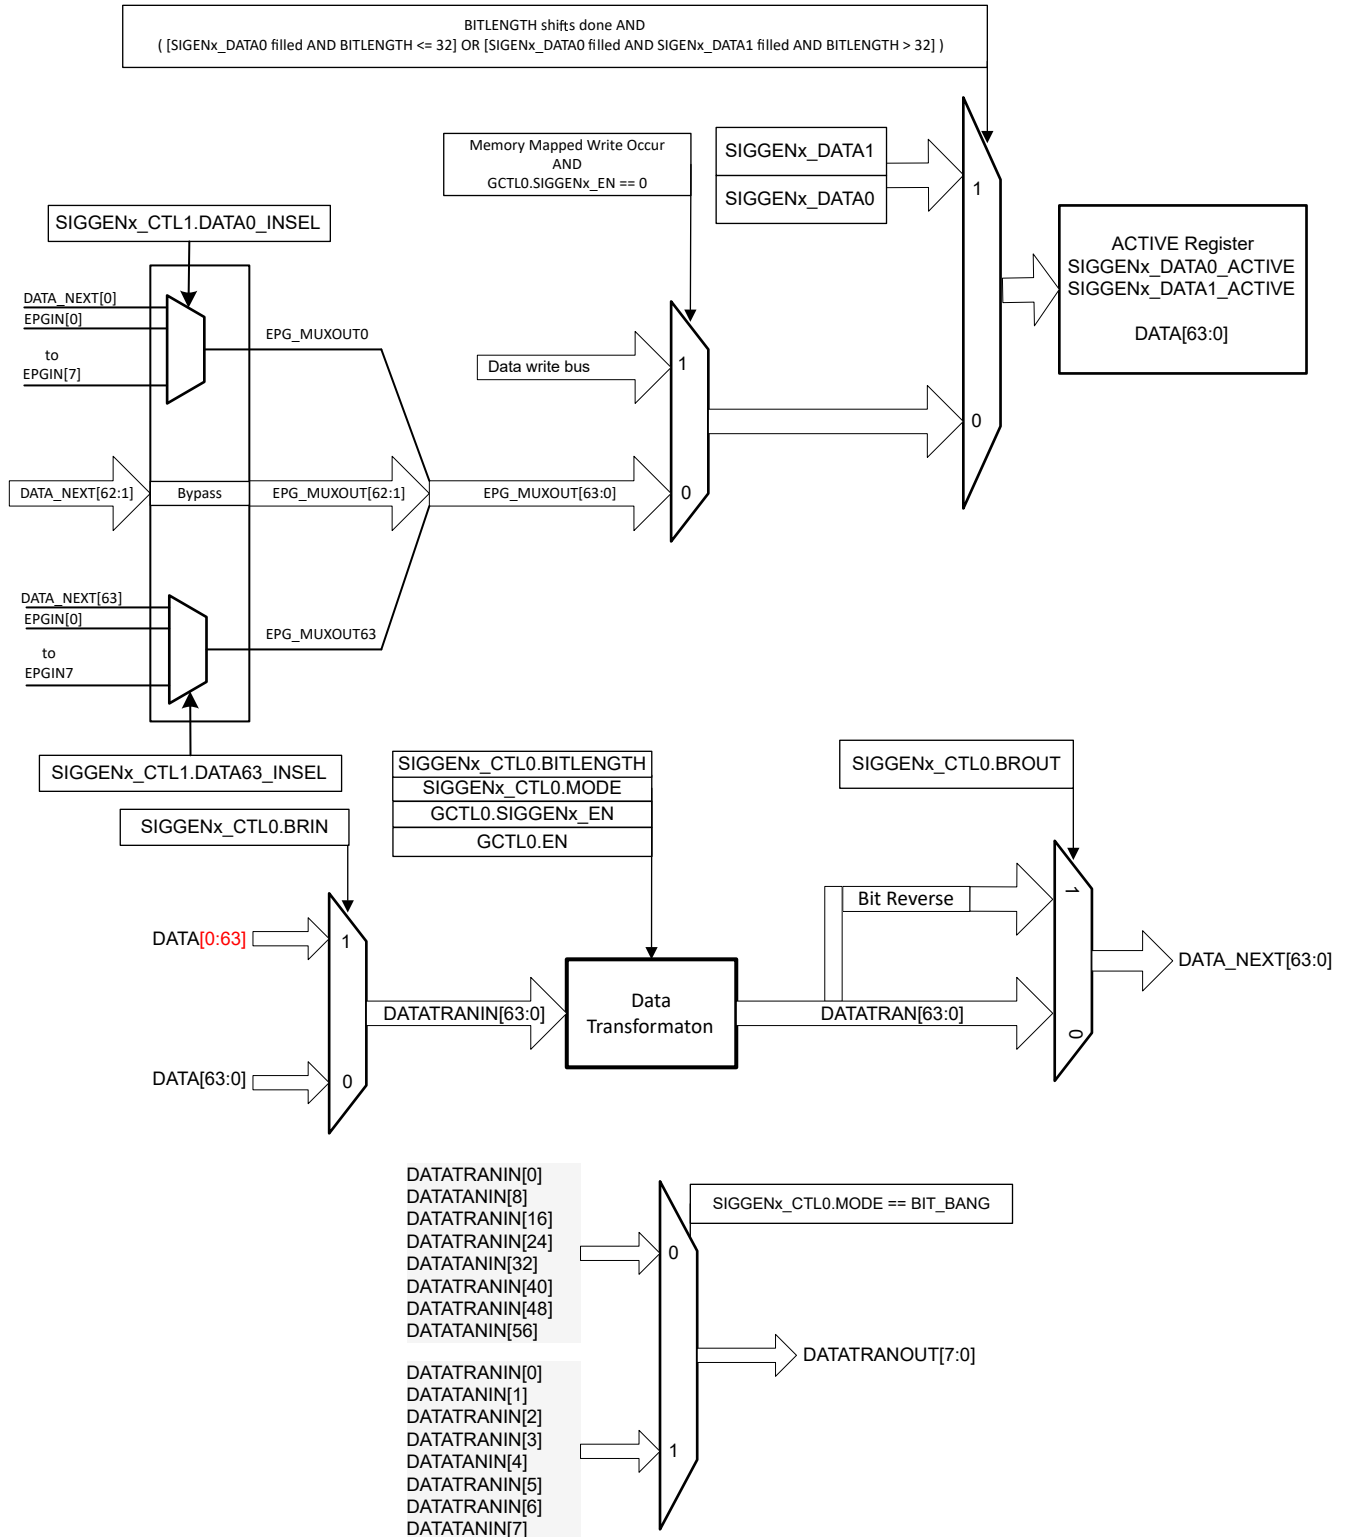 BITLENGTH shifts done AND
( [SIGENx_DATA0 filled AND BITLENGTH <= 32] OR [SIGENx_DATA0 filled AND SIGENx_DATA1 filled AND BITLENGTH > 32] )
Memory Mapped Write Occur
AND
GCTL0.SIGGENx_EN == 0
SIGGENx_DATA1
SIGGENx_DATA0
1
0
ACTIVE Register
SIGGENx_DATA0_ACTIVE
SIGGENx_DATA1_ACTIVE
DATA[63:0]
SIGGENx_CTL1.DATA0_INSEL
DATA_NEXT[0]
EPGIN[0]
to
EPGIN[7]
EPG_MUXOUT0
Data write bus
1
0
DATA_NEXT[62:1]
Bypass
EPG_MUXOUT[62:1]
EPG_MUXOUT[63:0]
DATA_NEXT[63]
EPGIN[0]
to
EPGIN7
EPG_MUXOUT63
SIGGENx_CTL1.DATA63_INSEL
SIGGENx_CTL0.BRIN
SIGGENx_CTL0.BITLENGTH
SIGGENx_CTL0.MODE
GCTL0.SIGGENx_EN
GCTL0.EN
SIGGENx_CTL0.BROUT
DATA[0:63]
1
DATA[63:0]
0
DATATRANIN[63:0]
Data
Transformaton
DATATRAN[63:0]
Bit Reverse
1
0
DATA_NEXT[63:0]
DATATRANIN[0]
DATATANIN[8]
DATATRANIN[16]
DATATRANIN[24]
DATATANIN[32]
DATATRANIN[40]
DATATRANIN[48]
DATATANIN[56]
0
SIGGENx_CTL0.MODE == BIT_BANG
DATATRANOUT[7:0]
DATATRANIN[0]
DATATANIN[1]
DATATRANIN[2]
DATATRANIN[3]
DATATANIN[4]
DATATRANIN[5]
DATATRANIN[6]
DATATANIN[7]
1